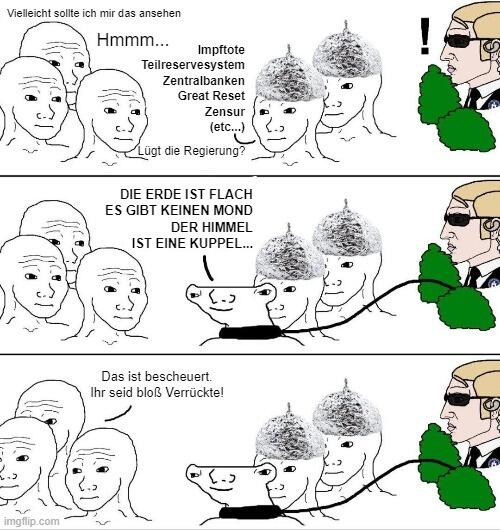 Vielleicht sollte ich mir das ansehen
Hmmm...
Impftote
Teilreservesystem
Zentralbanken
Great Reset
Zensur
(etc...)
Lügt die Regierung?
!
DIE ERDE IST FLACH
ES GIBT KEINEN MOND
DER HIMMEL
IST EINE KUPPEL...
Das ist bescheuert.
Ihr seid bloß Verrückte!
imgflip.com